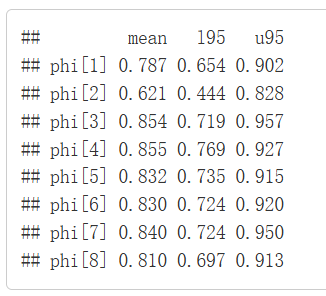 ##         mean   l95   u95
## phi[1] 0.787 0.654 0.902
## phi[2] 0.621 0.444 0.828
## phi[3] 0.854 0.719 0.957
## phi[4] 0.855 0.769 0.927
## phi[5] 0.832 0.735 0.915
## phi[6] 0.830 0.724 0.920
## phi[7] 0.840 0.724 0.950
## phi[8] 0.810 0.697 0.913